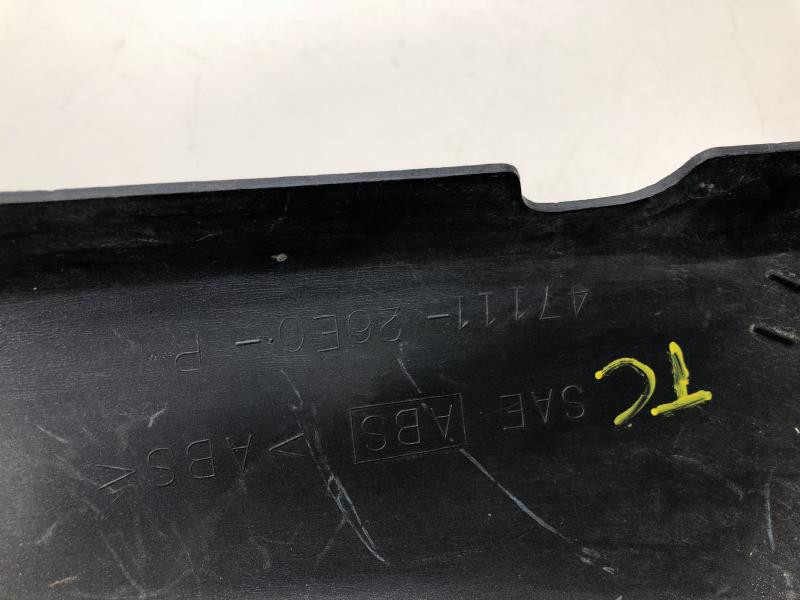 47111-26E0-R
SAE ABS >ABS<
TC